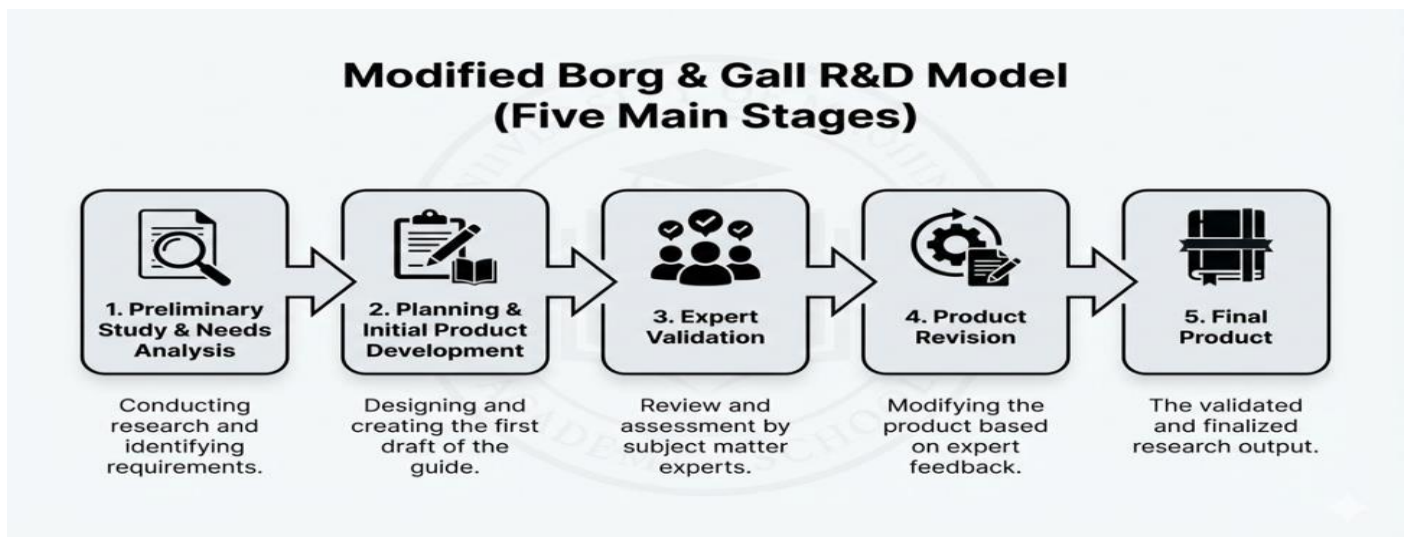 Modified Borg & Gall R&D Model
(Five Main Stages)
1. Preliminary
Study & Needs
Analysis
2. Planning &
Initial Product
Development
3. Expert
Validation
4. Product
Revision
5. Final
Product
Conducting
research and
identifying
requirements.
Designing and
creating the first
draft of the
guide.
Review and
assessment by
subject matter
experts.
Modifying the
product based
on expert
feedback.
The validated
and finalized
research output.